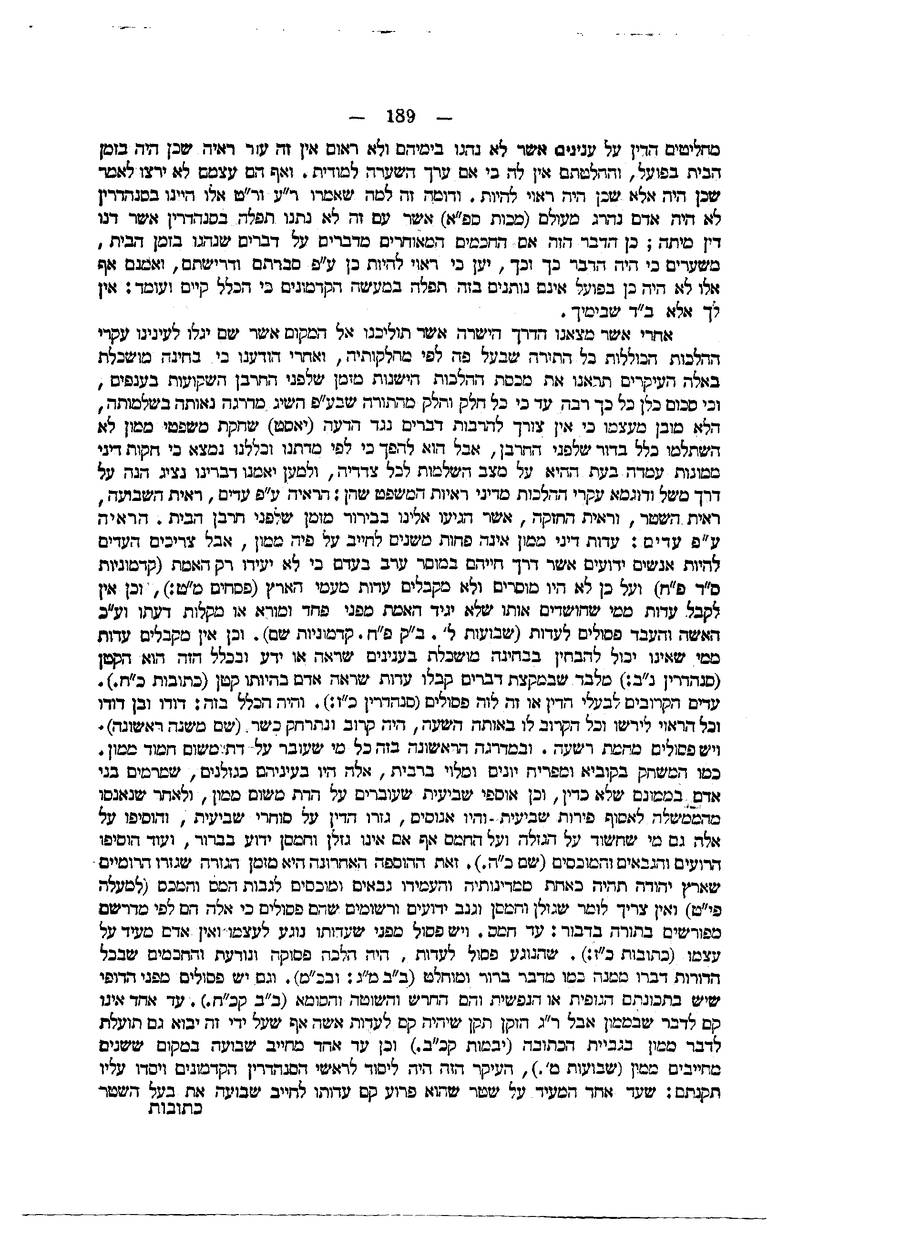 — 189 —
מחליטים הדין על ענינים אשר לא נהגו בימיהם ולא ראום אין זה עוד ראיה שכן היה בזמן
הבית בפועל, והחלטתם אין לה כי אם ערך השערה למודית. ואף הם עצמם לא ירצו לאמר
שכן היה אלא שכן היה ראוי להיות. ודומה זה למה שאמרו ר"ע ור"ט אלו היינו בסנהדרין
לא היה אדם נהרג מעולם (מכות ספ"א) אשר עם זה לא נתנו תפלה בסנהדרין אשר דנו
דין מיתה; כן הדבר הזה אם החכמים המאוחרים מדברים על דברים שנהגו בזמן הבית,
משערים כי היה הדבר כך וכך, יען כי ראוי להיות כן ע"פ סברתם ודרישתם, ואמנם אף
אלו לא היה כן בפועל אינם נותנים בזה תפלה במעשה הקדמונים כי הכלל קיים ועומד: אין
לך אלא ב"ד שבימיך.
אחרי אשר מצאנו הדרך הישרה אשר תוליכנו אל המקום אשר שם יגלו לעינינו עקרי
ההלכות הכוללות כל התורה שבעל פה לפי מחלקותיה, ואחרי הודענו כי בחינה מושכלת
באלה העיקרים תראנו את מכסת ההלכות הישנות מזמן שלפני החרבן השקועות בענפים,
וכי סכום כלן כל כך רבה עד כי כל חלק וחלק מהתורה שבע"פ השיג מדרגה נאותה בשלמותה,
הלא מובן מעצמו כי אין צורך להרבות דברים נגד הדעה (יאסט) שחקת משפטי ממון לא
השתלמו כלל בדור שלפני החרבן, אבל הוא להפך כי לפי מדתנו וכללנו נמצא כי חקות דיני
ממונות עמדה בעת ההיא על מצב השלמות לכל צדדיה, ולמען יאמנו דברינו נציג הנה על
דרך משל ודוגמא עקרי ההלכות מדיני ראיות המשפט שהן: הראיה ע"פ עדים, ראית השבועה,
ראית השטר, וראית החזקה, אשר הגיעו אלינו בבירור מזמן שלפני חרבן הבית. הראיה
ע"פ עדים: עדות דיני ממון אינה פחות משנים לחייב על פיה ממון, אבל צריכים העדים
להיות אנשים ידועים אשר דרך חייהם במוסר ערב בעדם כי לא יעידו רק האמת (קדמוניות
ס"ד פ"ח) ועל כן לא היו מוסרים ולא מקבלים עדות מעמי הארץ (פסחים מ"ט:), וכן אין
לקבל עדות ממי שחושדים אותו שלא יגיד האמת מפני פחד ומורא או מקלות דעתו וע"כ
האשה והעבד פסולים לעדות (שבועות ל'. ב"ק פ"ח. קדמוניות שם). וכן אין מקבלים עדות
ממי שאינו יכול להבחין בבחינה מושכלת בענינים שראה או ידע ובכלל הזה הוא הקטן
(סנהדרין נ"ב:) מלבד שבמקצת דברים קבלו עדות שראה אדם בהיותו קטן (כתובות כ"ח.).
עדים הקרובים לבעלי הדין או זה לזה פסולים (סנהדרין כ"ז:). והיה הכלל בזה: דודו ובן דודו
וכל הראוי לירשו וכל הקרוב לו באותה השעה, היה קרוב ונתרחק כשר. (שם משנה ראשונה).
ויש פסולים מחמת רשעה. ובמדרגה הראשונה בזה כל מי שעובר על דת משום חמוד ממון.
כמו המשחק בקוביא ומפריח יונים ומלוי ברבית, אלה היו בעיניהם כגזלנים, שמרמים בני
אדם בממונם שלא כדין, וכן אוספי שביעית שעוברים על הדת משום ממון, ולאחר שנאנסו
מהממשלה לאסוף פירות שביעית והיו אנוסים, גזרו הדין על סוחרי שביעית, והוסיפו על
אלה גם מי שחשוד על הגזלה ועל החמס אף אם אינו גזלן וחמסן ידוע בברור, ועוד הוסיפו
הרועים והגבאים והמוכסים (שם כ"ה.). זאת ההוספה האחרונה היא מזמן הגזרה שגזרו הרומיים
שארץ יהודה תהיה כאחת ממדינותיה והעמידו גבאים ומוכסים לגבות המס והמכס (למעלה
פי"ט) ואין צריך לומר שגזלן וחמסן וגנב ידועים ורשומים שהם פסולים כי אלה הם לפי מדרשם
מפורשים בתורה בדבור: עד חמס. ויש פסול מפני שעדותו נוגע לעצמו ואין אדם מעיד על
עצמו (כתובות כ"ז:). שהנוגע פסול לעדות, היה הלכה פסוקה ונודעת והחכמים שבכל
הדורות דברו ממנה כמו מדבר ברור ומוחלט (ב"ב מ"ג: ובכ"מ). וגם יש פסולים מפני הדופי
שיש בתכונתם הגופית או הנפשית והם החרש והשוטה והסומא (ב"ב קכ"ח.). עד אחד אינו
קם לדבר שבממון אבל ר"ג הזקן תקן שיהיה קם לעדות אשה אף שעל ידי זה יבוא גם תועלת
לדבר ממון בגביית הכתובה (יבמות קכ"ב.) וכן עד אחד מחייב שבועה במקום ששנים
מחייבים ממון (שבועות מ'.), העיקר הזה היה ליסוד לראשי הסנהדרין הקדמונים ויסדו עליו
תקנתם: שעד אחד המעיד על שטר שהוא פרוע קם עדותו לחייב שבועה את בעל השטר
כתובות